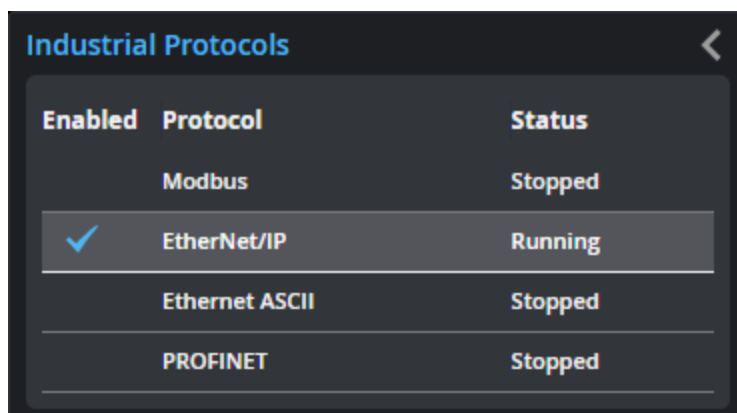 Industrial Protocols
Enabled Protocol Status
Modbus Stopped
EtherNet/IP Running
Ethernet ASCII Stopped
PROFINET Stopped